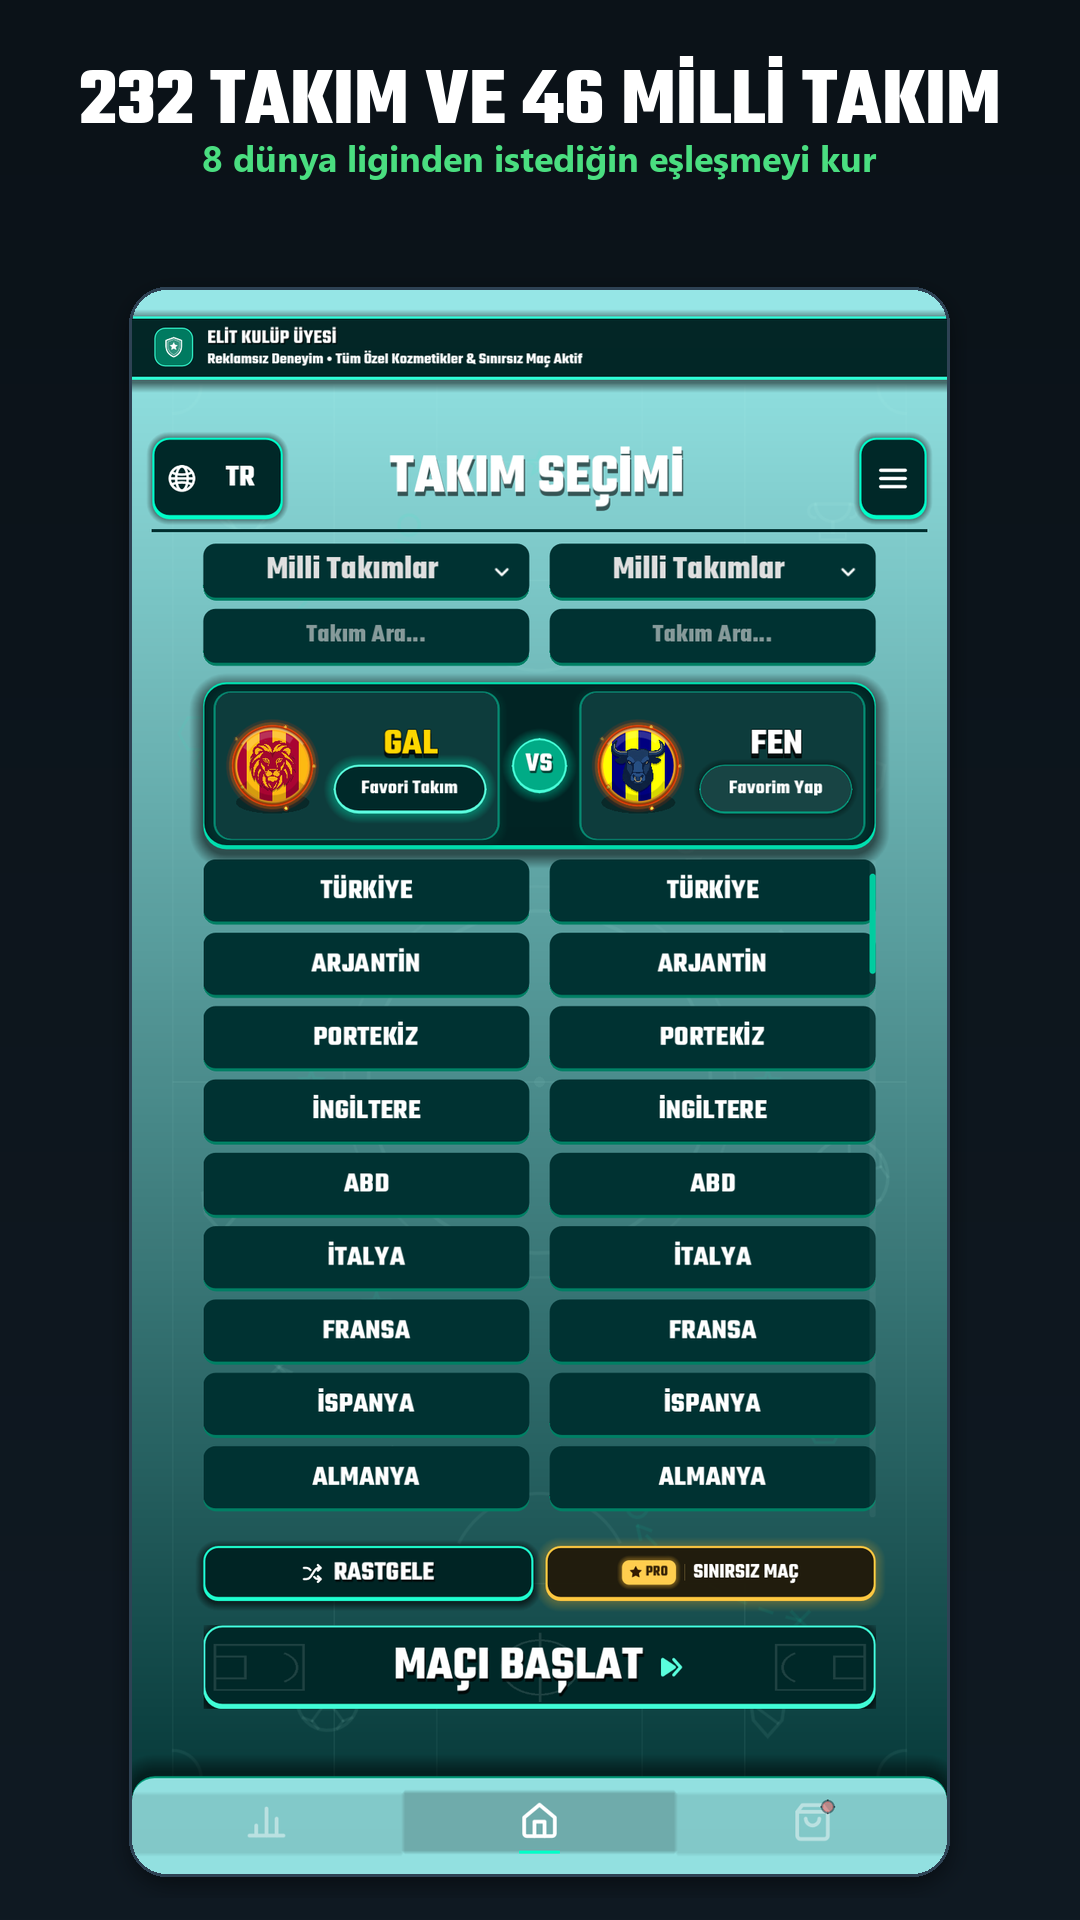 232 TAKIM VE 46 MİLLİ TAKIM
8 dünya liginden istediğin eşleşmeyi kur
ELİT KULÜP ÜYESİ
Reklamsız Deneyim • Tüm Özel Kozmetikler & Sınırsız Maç Aktif
TR
TAKIM SEÇİMİ
Milli Takımlar Milli Takımlar
Takım Ara... Takım Ara...
GAL VS FEN
Favori Takım Favorim Yap
TÜRKİYE TÜRKİYE
ARJANTİN ARJANTİN
PORTEKİZ PORTEKİZ
İNGİLTERE İNGİLTERE
ABD ABD
İTALYA İTALYA
FRANSA FRANSA
İSPANYA İSPANYA
ALMANYA ALMANYA
RASTGELE PRO SINIRSIZ MAÇ
MAÇI BAŞLAT